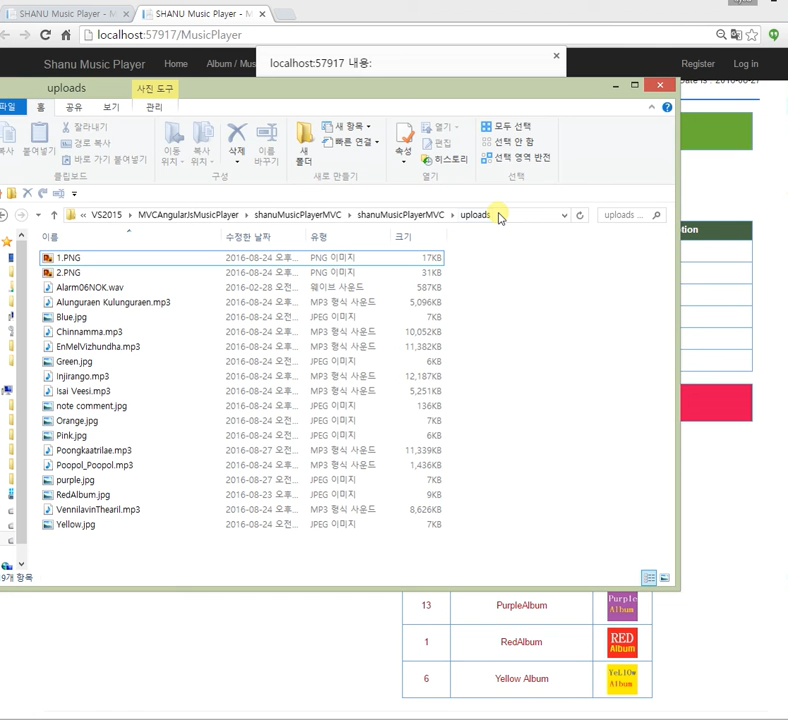 SHANU Music Player - M
SHANU Music Player - M
localhost:57917/MusicPlayer
Shanu Music Player Home Album / Mus Register Log in
localhost:57917 내용:
uploads 사진 도구
파일 홈 공유 보기 관리
복사 붙여넣기 잘라내기
경로 복사
바로 가기 붙여넣기
이동 위치 복사 위치 삭제 이름 바꾸기
새 폴더 새 항목
빠른 연결
속성 열기
편집
히스토리
모두 선택
선택 안 함
선택 영역 반전
클립보드 구성 새로 만들기 열기 선택
« VS2015 MVCAngularJsMusicPlayer shanuMusicPlayerMVC shanuMusicPlayerMVC uploads uploads ...
이름 수정한 날짜 유형 크기
1.PNG 2016-08-24 오후... PNG 이미지 17KB
2.PNG 2016-08-24 오후... PNG 이미지 31KB
Alarm06NOK.wav 2016-02-28 오전... 웨이브 사운드 587KB
Alunguraen Kulunguraen.mp3 2016-08-24 오후... MP3 형식 사운드 5,096KB
Blue.jpg 2016-08-24 오전... JPEG 이미지 7KB
Chinnamma.mp3 2016-08-24 오후... MP3 형식 사운드 10,052KB
EnMelVizhundha.mp3 2016-08-24 오후... MP3 형식 사운드 11,382KB
Green.jpg 2016-08-24 오전... JPEG 이미지 6KB
Injirango.mp3 2016-08-24 오후... MP3 형식 사운드 12,187KB
Isai Veesi.mp3 2016-08-24 오후... MP3 형식 사운드 5,251KB
note comment.jpg 2016-08-24 오전... JPEG 이미지 136KB
Orange.jpg 2016-08-24 오전... JPEG 이미지 7KB
Pink.jpg 2016-08-24 오전... JPEG 이미지 6KB
Poongkaatrilae.mp3 2016-08-27 오전... MP3 형식 사운드 11,339KB
Poopol_Poopol.mp3 2016-08-24 오후... MP3 형식 사운드 1,436KB
purple.jpg 2016-08-27 오전... JPEG 이미지 7KB
RedAlbum.jpg 2016-08-23 오후... JPEG 이미지 9KB
VennilavinThearil.mp3 2016-08-24 오후... MP3 형식 사운드 8,626KB
Yellow.jpg 2016-08-24 오전... JPEG 이미지 7KB
9개 항목
ption
13 PurpleAlbum Purple
Album
1 RedAlbum RED
Album
6 Yellow Album YeLlOw
Album